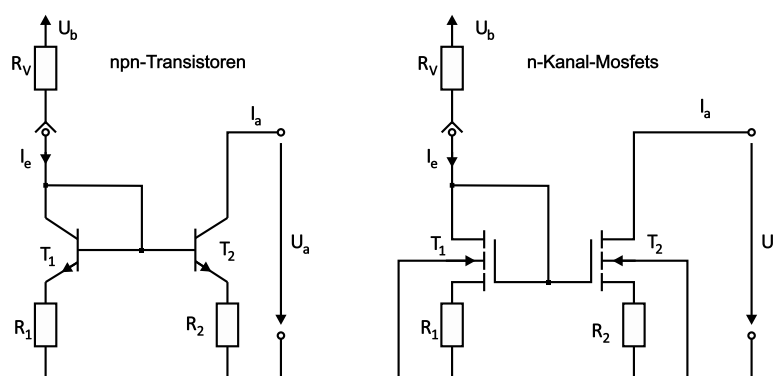 U_b
R_V
npn-Transistoren
I_a
I_e
T_1
T_2
U_a
R_1
R_2
U_b
R_V
n-Kanal-Mosfets
I_a
I_e
T_1
T_2
U
R_1
R_2